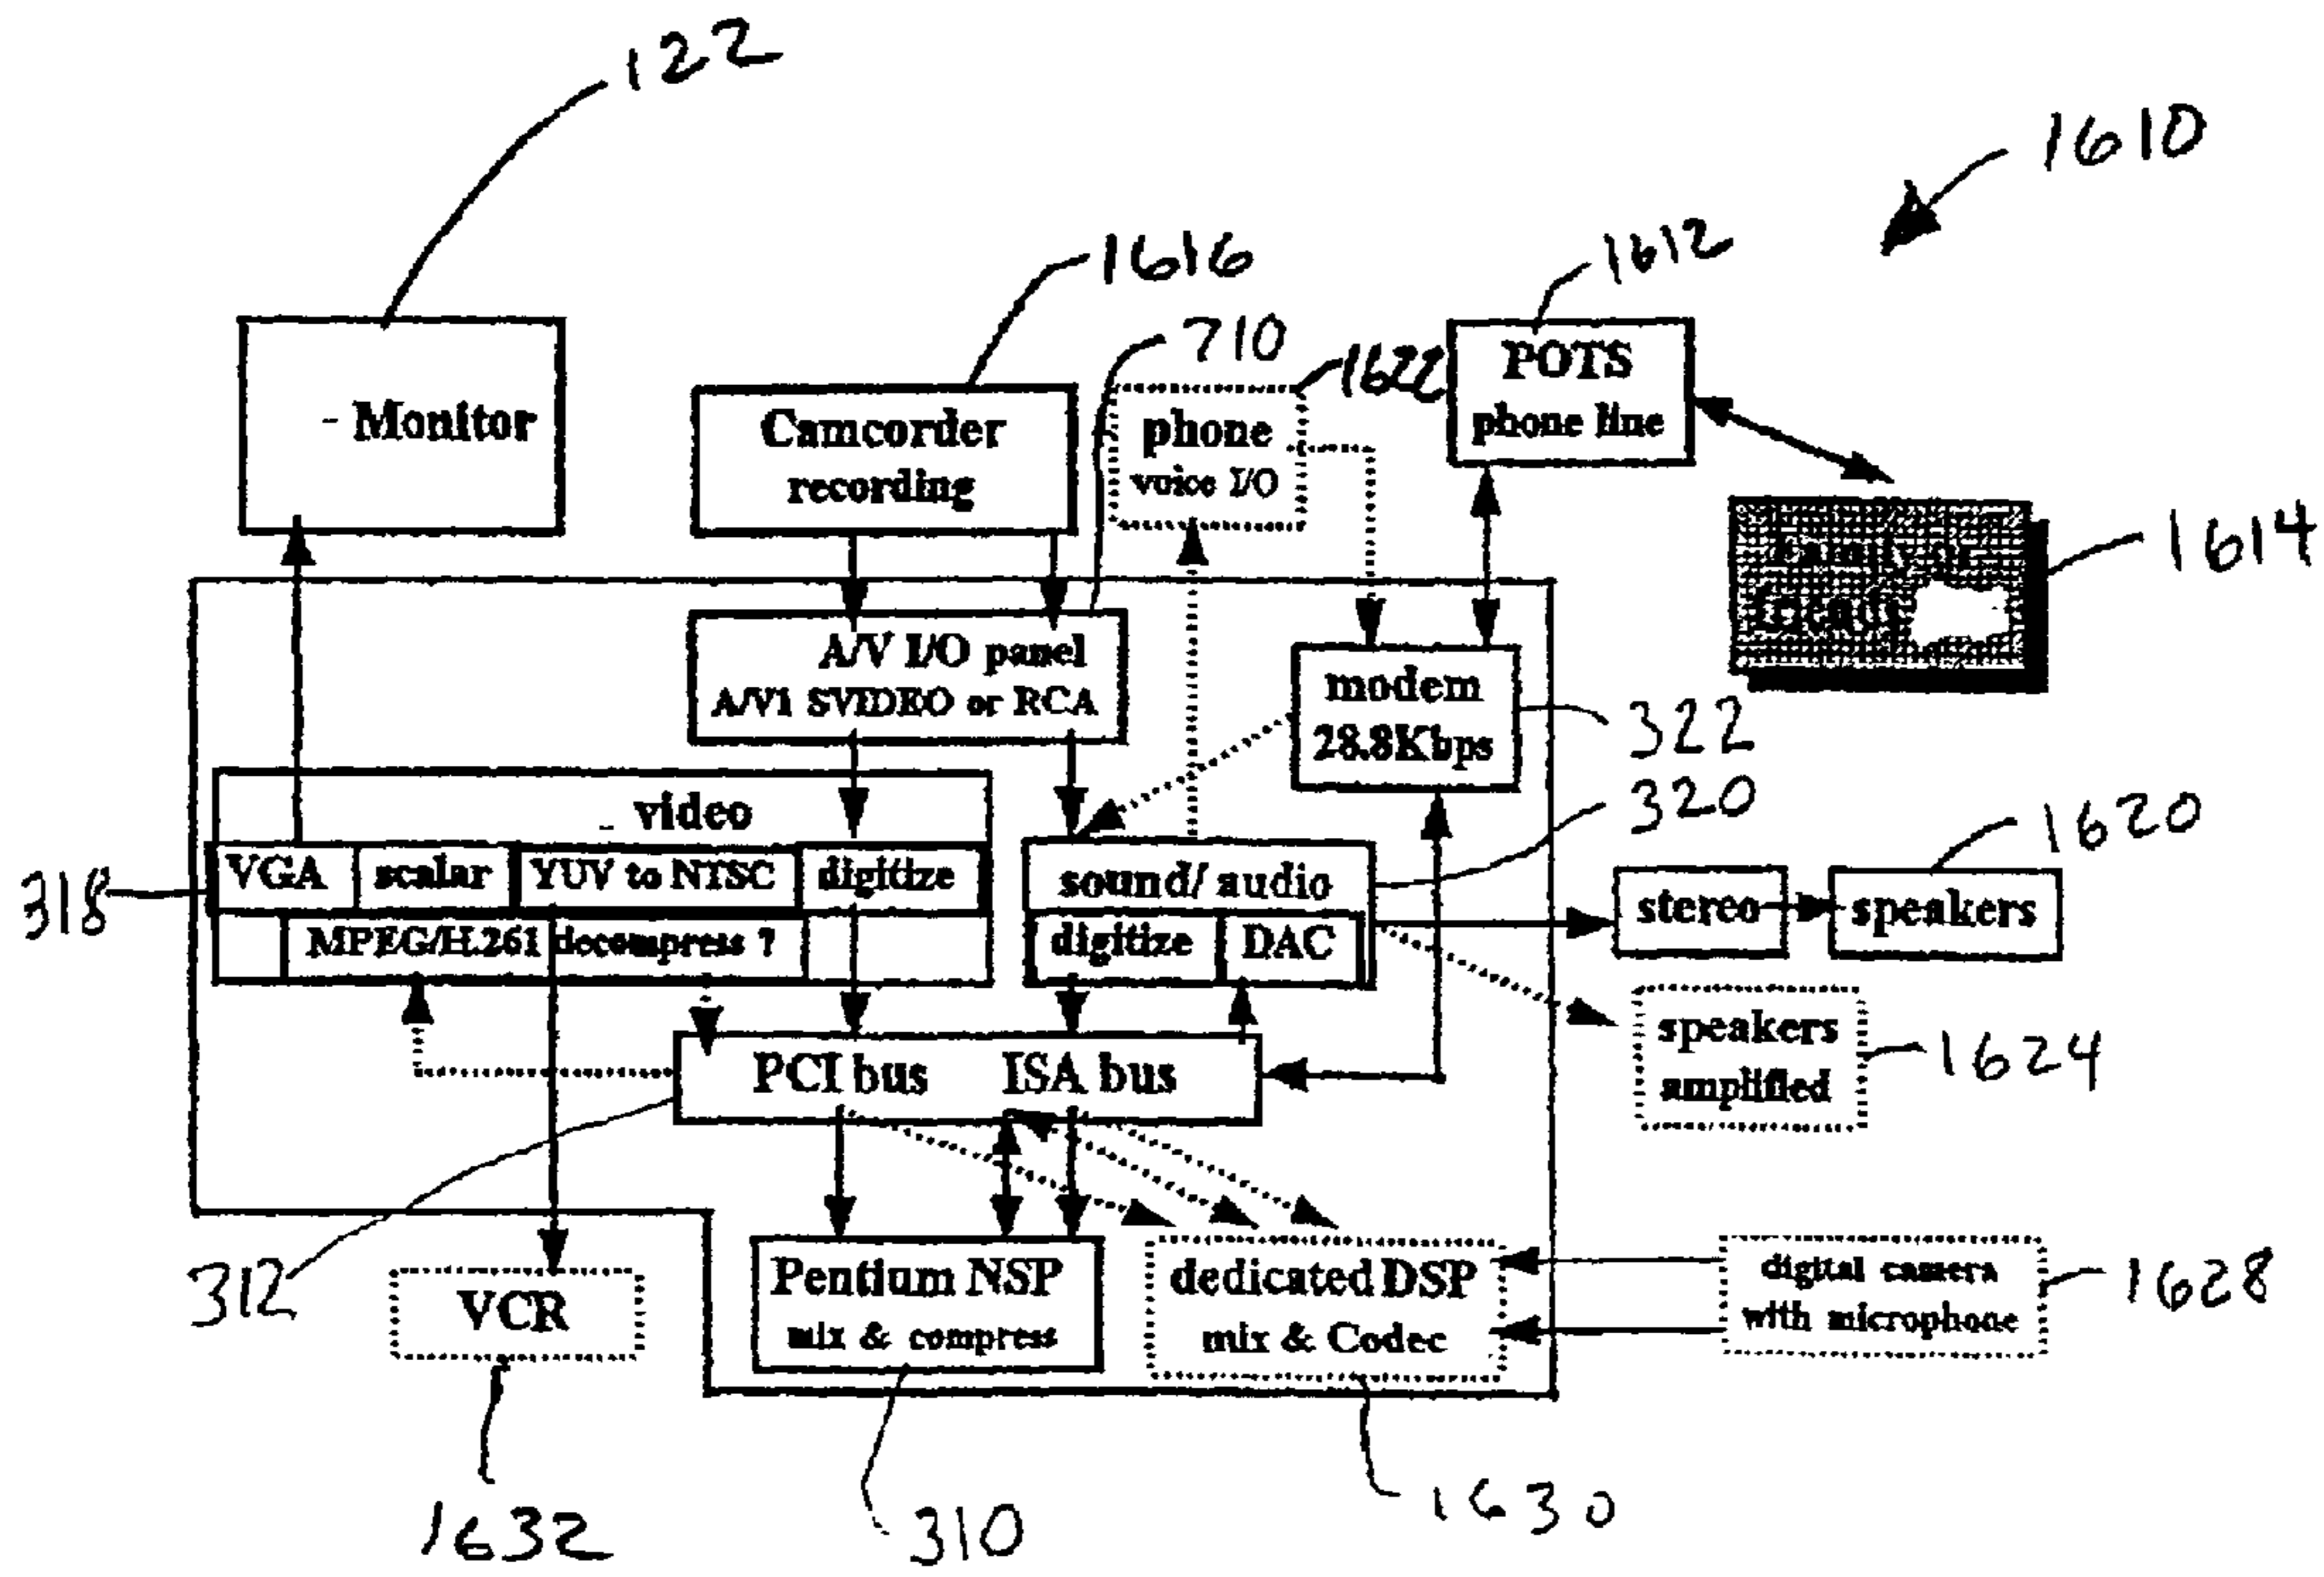 122
1610
1616
1612
710
1622
POTS
phone line
- Monitor
Camcorder
recording
phone
voice I/O
1614
Family or
friends
A/V I/O panel
A/V1 SVIDEO or RCA
modem
28.8Kbps
322
320
1620
video
318
VGA
scalar
YUV to NTSC
digitize
sound/ audio
stereo
speakers
MPEG/H.261 decompress ?
digitize
DAC
speakers
amplified
1624
PCI bus
ISA bus
312
VCR
Pentium NSP
mix & compress
dedicated DSP
mix & Codec
digital camera
with microphone
1628
1632
310
1630